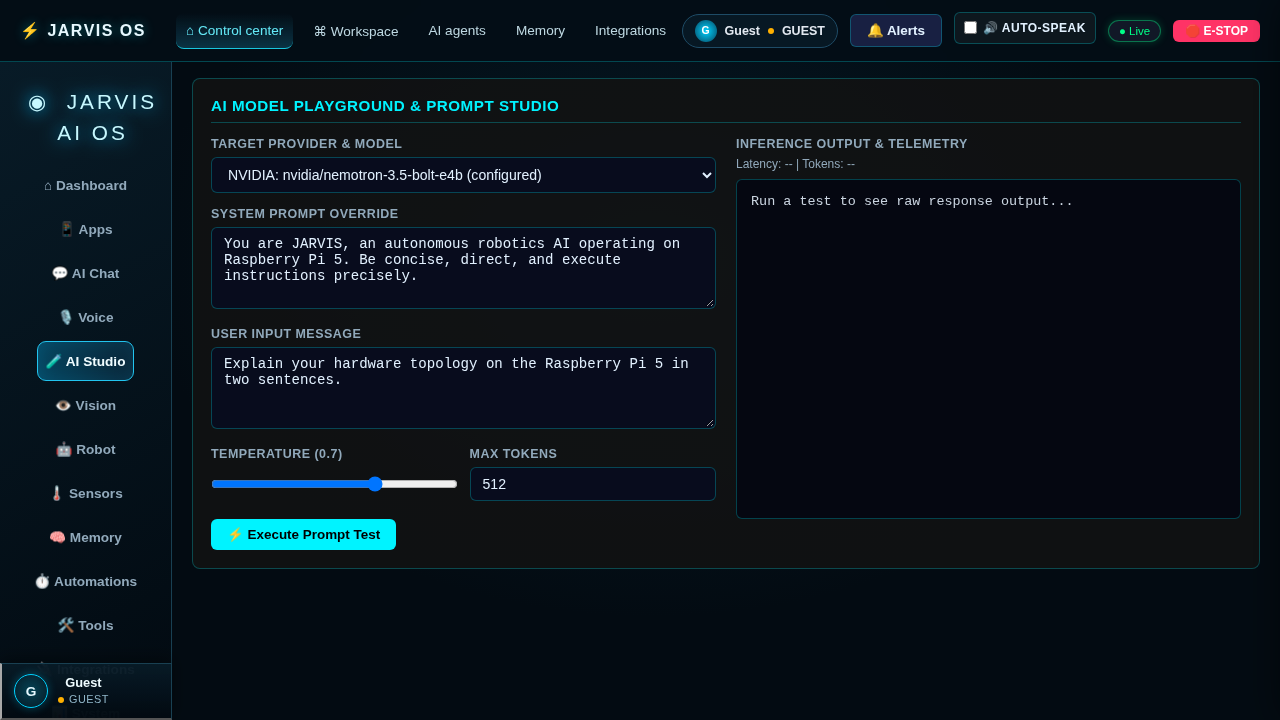 JARVIS OS
Control center
Workspace
AI agents
Memory
Integrations
G Guest GUEST
Alerts
AUTO-SPEAK
Live
E-STOP
JARVIS
AI OS
Dashboard
Apps
AI Chat
Voice
AI Studio
Vision
Robot
Sensors
Memory
Automations
Tools
Integrations
G Guest
GUEST
AI MODEL PLAYGROUND & PROMPT STUDIO
TARGET PROVIDER & MODEL
NVIDIA: nvidia/nemotron-3.5-bolt-e4b (configured)
SYSTEM PROMPT OVERRIDE
You are JARVIS, an autonomous robotics AI operating on
Raspberry Pi 5. Be concise, direct, and execute
instructions precisely.
USER INPUT MESSAGE
Explain your hardware topology on the Raspberry Pi 5 in
two sentences.
TEMPERATURE (0.7)
MAX TOKENS
512
Execute Prompt Test
INFERENCE OUTPUT & TELEMETRY
Latency: -- | Tokens: --
Run a test to see raw response output...